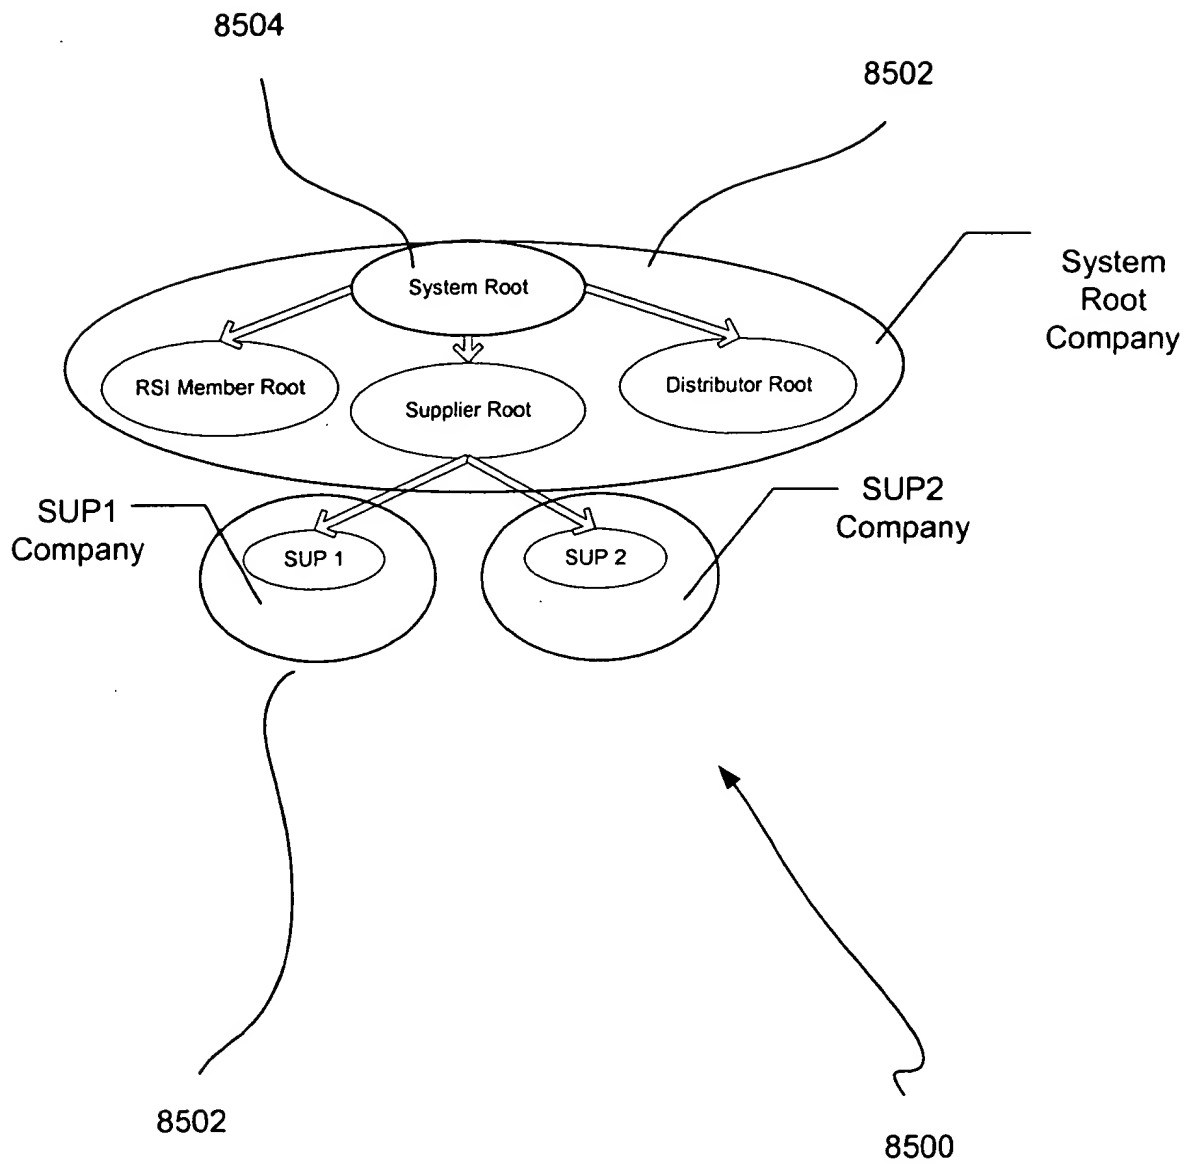 8504
8502
System Root
System
Root
Company
RSI Member Root
Supplier Root
Distributor Root
SUP1
Company
SUP 1
SUP 2
SUP2
Company
8502
8500